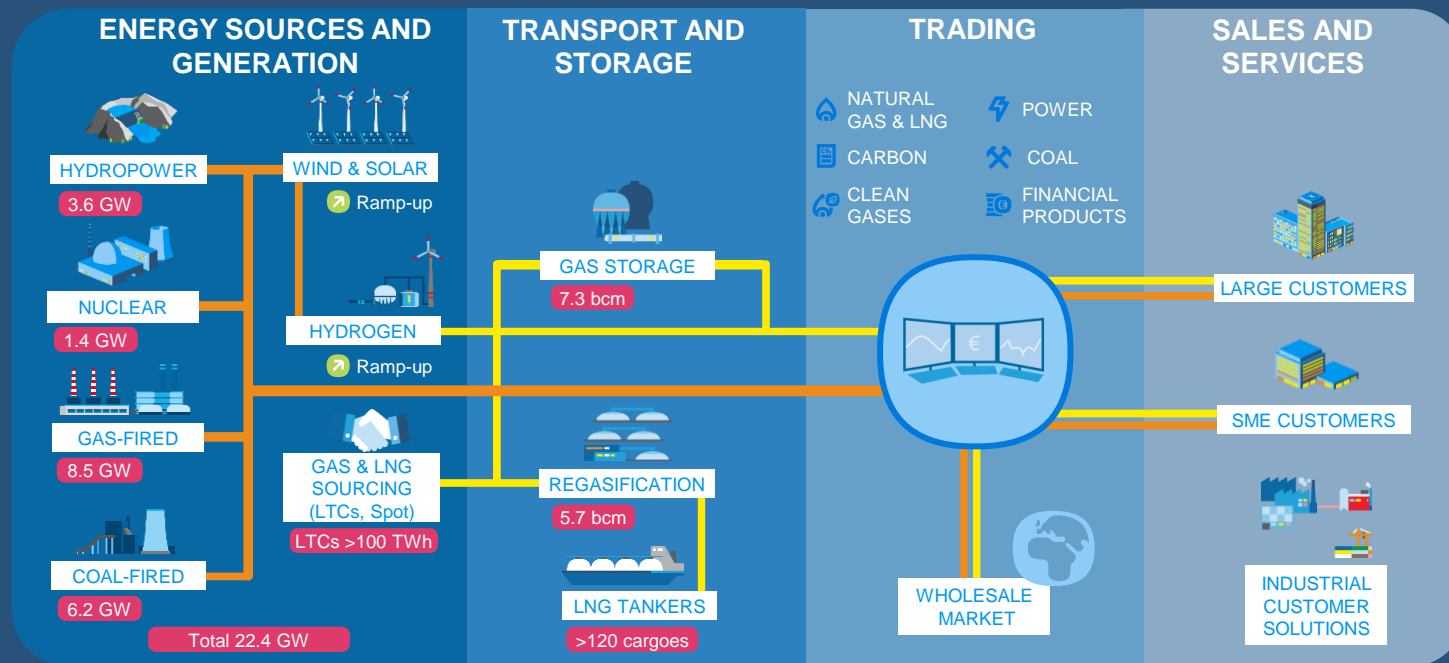 ENERGY SOURCES AND
GENERATION
HYDROPOWER
3.6 GW
NUCLEAR
1.4 GW
GAS-FIRED
8.5 GW
COAL-FIRED
6.2 GW
WIND & SOLAR
Ramp-up
HYDROGEN
Ramp-up
GAS & LNG
SOURCING
(LTCs, Spot)
LTCs >100 TWh
Total 22.4 GW
TRANSPORT AND
STORAGE
GAS STORAGE
7.3 bcm
REGASIFICATION
5.7 bcm
LNG TANKERS
>120 cargoes
TRADING
NATURAL
GAS & LNG
POWER
CARBON
COAL
CLEAN
GASES
FINANCIAL
PRODUCTS
€
WHOLESALE
MARKET
SALES AND
SERVICES
LARGE CUSTOMERS
SME CUSTOMERS
INDUSTRIAL
CUSTOMER
SOLUTIONS